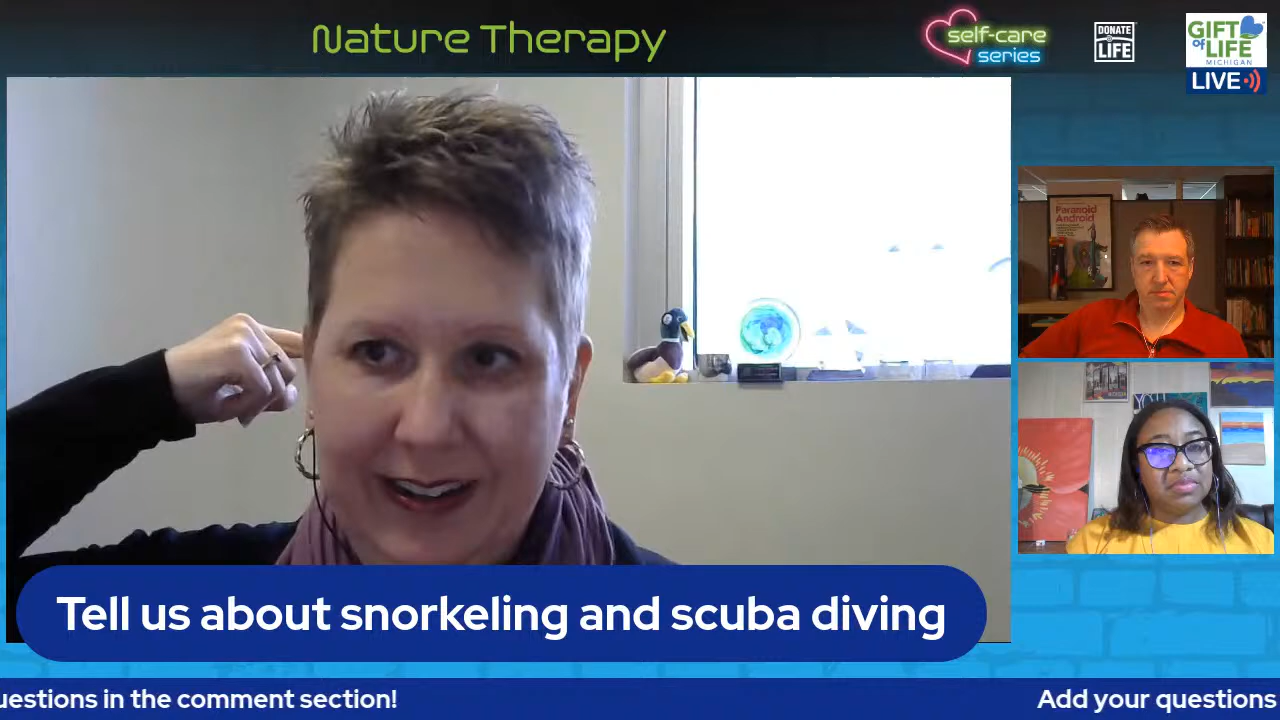 Nature Therapy
self-care
series
DONATE
LIFE
GIFT
of LIFE
MICHIGAN
LIVE
Paranoid
Android
YOU
Tell us about snorkeling and scuba diving
uestions in the comment section!
Add your questions